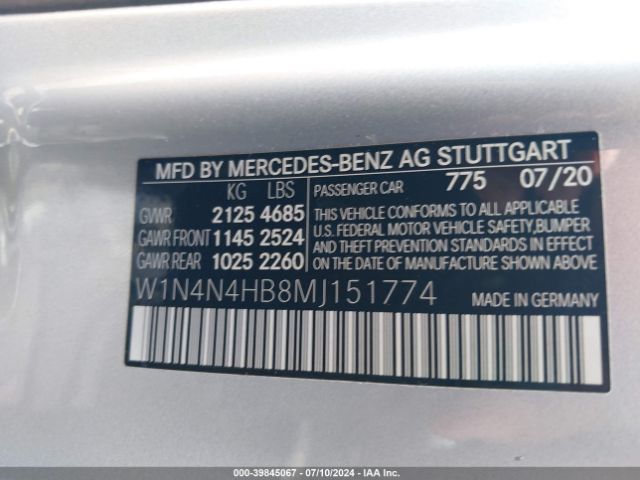 MFD BY MERCEDES-BENZ AG STUTTGART
KG LBS
GVWR 2125 4685
GAWR FRONT 1145 2524
GAWR REAR 1025 2260
PASSENGER CAR 775 07/20
THIS VEHICLE CONFORMS TO ALL APPLICABLE
U.S. FEDERAL MOTOR VEHICLE SAFETY, BUMPER
AND THEFT PREVENTION STANDARDS IN EFFECT
ON THE DATE OF MANUFACTURE SHOWN ABOVE.
W1N4N4HB8MJ151774 MADE IN GERMANY
000-39845067 - 07/10/2024 - IAA Inc.